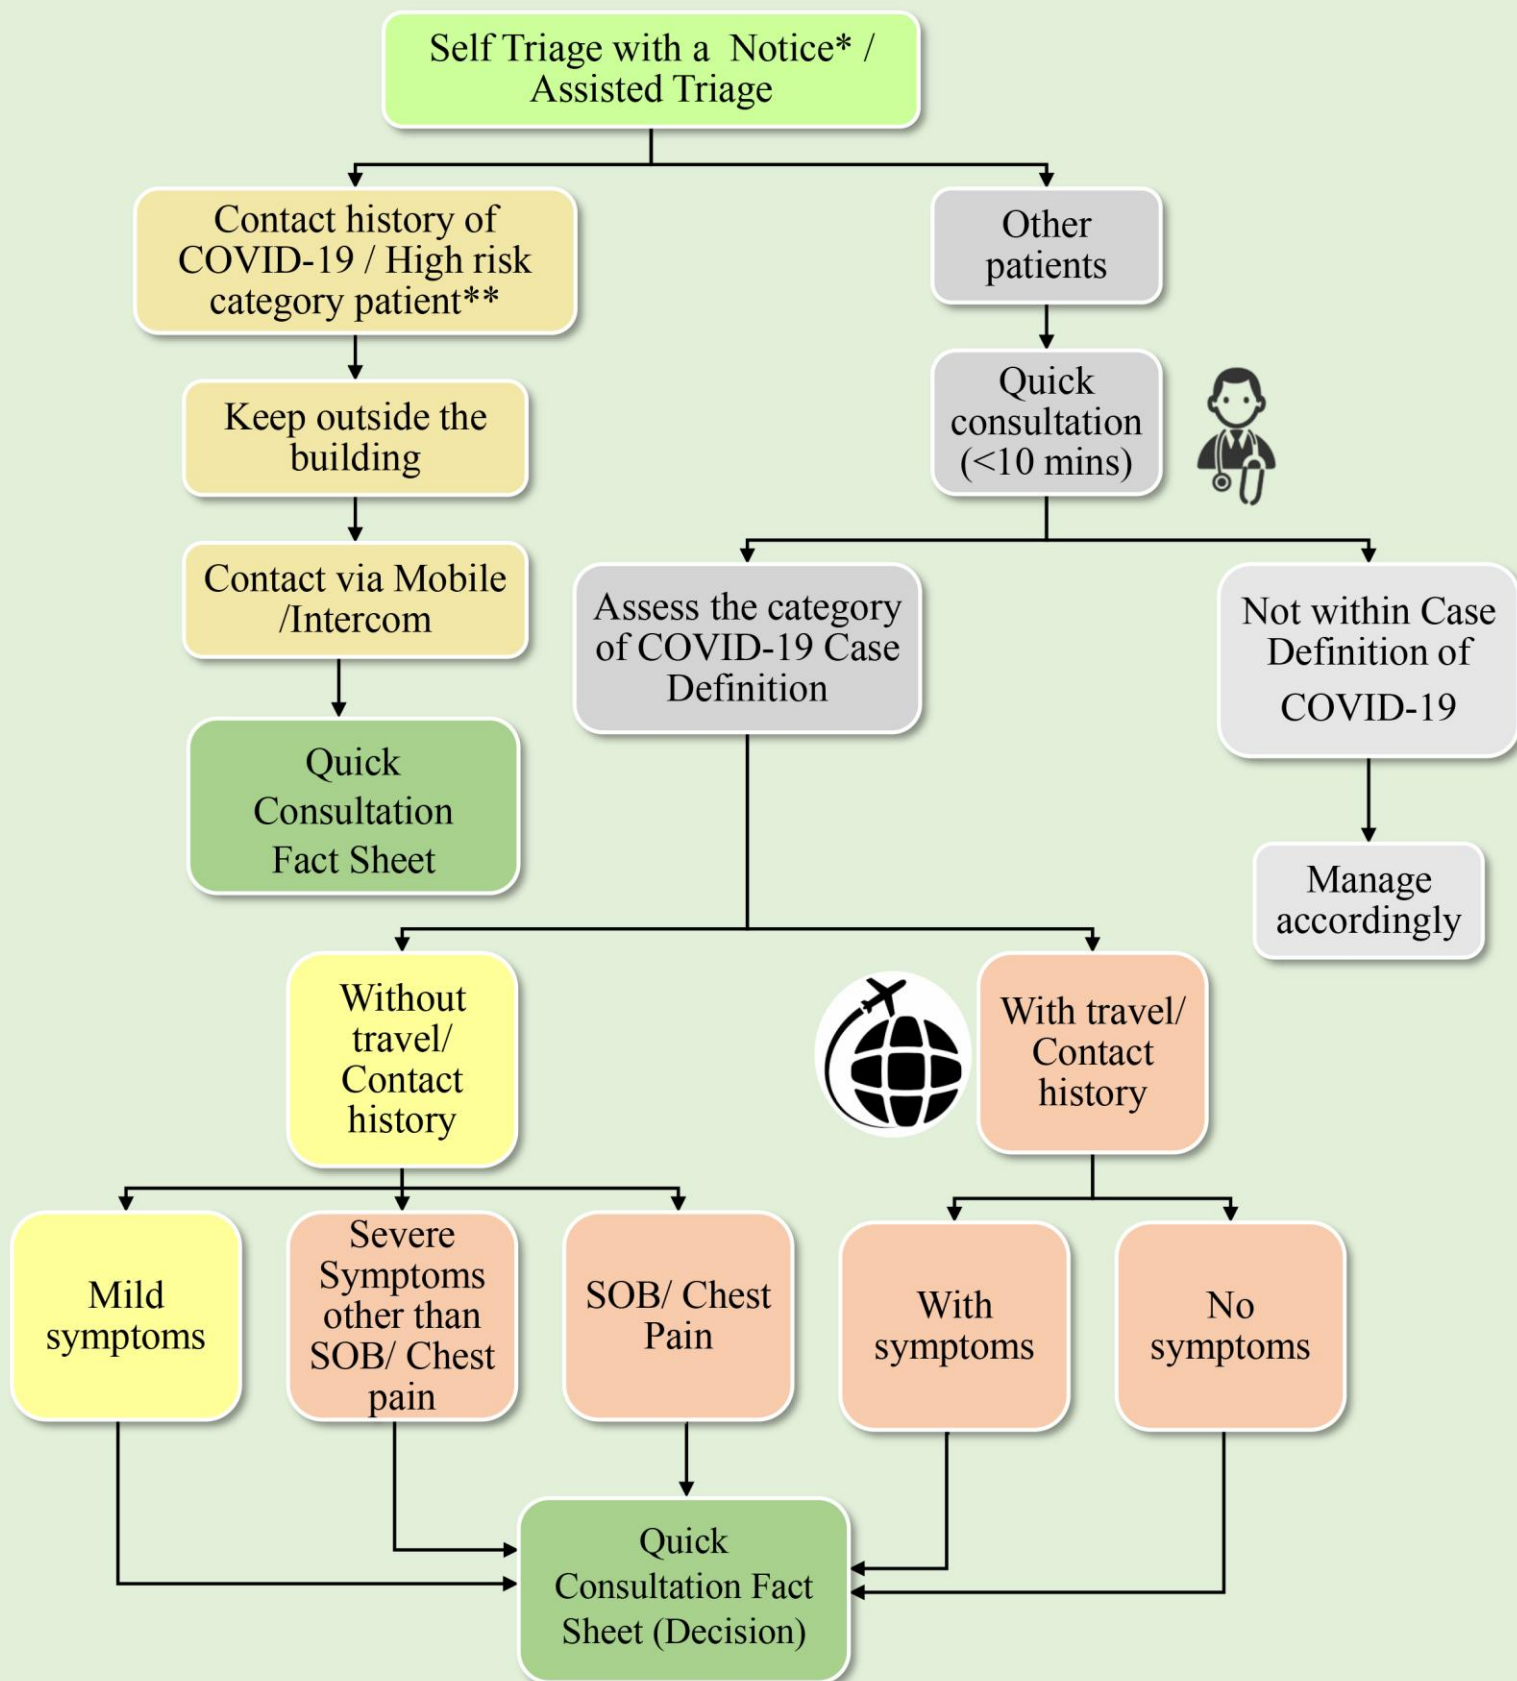 Self Triage with a Notice* /
Assisted Triage
Contact history of
COVID-19 / High risk
category patient**
Other
patients
Keep outside the
building
Quick
consultation
(<10 mins)
Contact via Mobile
/Intercom
Assess the category
of COVID-19 Case
Definition
Not within Case
Definition of
COVID-19
Quick
Consultation
Fact Sheet
Manage
accordingly
Without
travel/
Contact
history
With travel/
Contact
history
Mild
symptoms
Severe
Symptoms
other than
SOB/ Chest
pain
SOB/ Chest
Pain
With
symptoms
No
symptoms
Quick
Consultation Fact
Sheet (Decision)